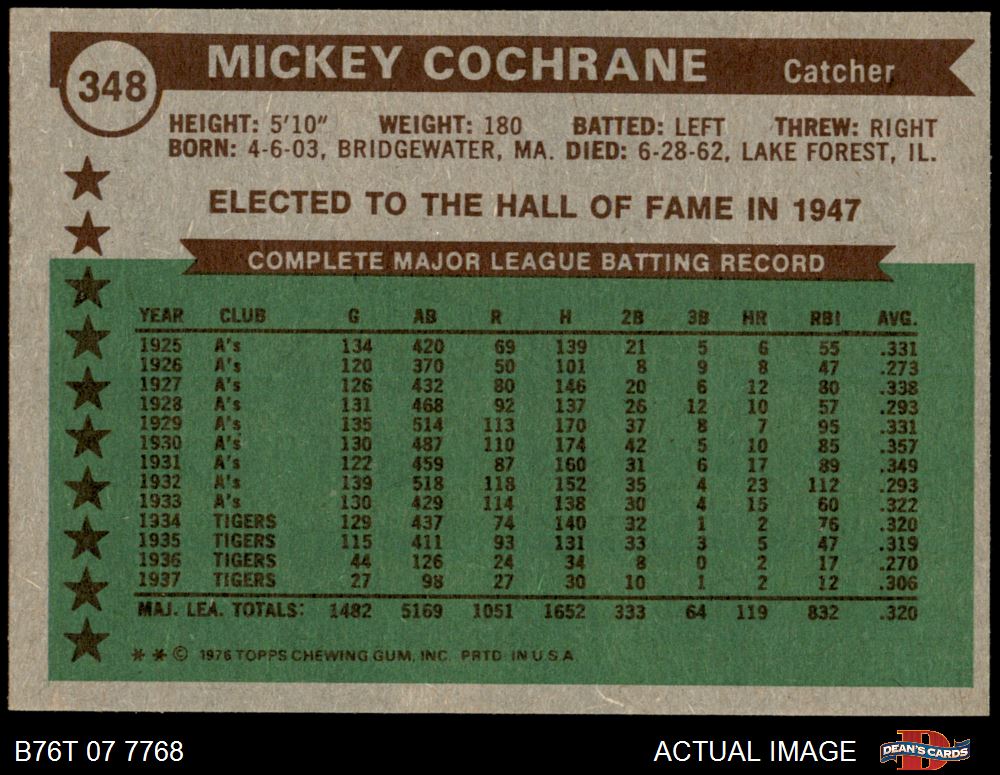 348
MICKEY COCHRANE Catcher
HEIGHT: 5'10" WEIGHT: 180 BATTED: LEFT THREW: RIGHT
BORN: 4-6-03, BRIDGEWATER, MA. DIED: 6-28-62, LAKE FOREST, IL.
ELECTED TO THE HALL OF FAME IN 1947
COMPLETE MAJOR LEAGUE BATTING RECORD
YEAR CLUB G AB R H 2B 3B HR RBI AVG.
1925 A's 134 420 69 139 21 5 6 55 .331
1926 A's 120 370 50 101 8 9 8 47 .273
1927 A's 126 432 80 146 20 6 12 80 .338
1928 A's 131 468 92 137 26 12 10 57 .293
1929 A's 135 514 113 170 37 8 7 95 .331
1930 A's 130 487 110 174 42 5 10 85 .357
1931 A's 122 459 87 160 31 6 17 89 .349
1932 A's 139 518 118 152 35 4 23 112 .293
1933 A's 130 429 114 138 30 4 15 60 .322
1934 TIGERS 129 437 74 140 32 1 2 76 .320
1935 TIGERS 115 411 93 131 33 3 5 47 .319
1936 TIGERS 44 126 24 34 8 0 2 17 .270
1937 TIGERS 27 98 27 30 10 1 2 12 .306
MAJ. LEA. TOTALS: 1482 5169 1051 1652 333 64 119 832 .320
* * © 1976 TOPPS CHEWING GUM, INC. PRTD. IN U.S.A.
B76T 07 7768 ACTUAL IMAGE DEAN'S CARDS